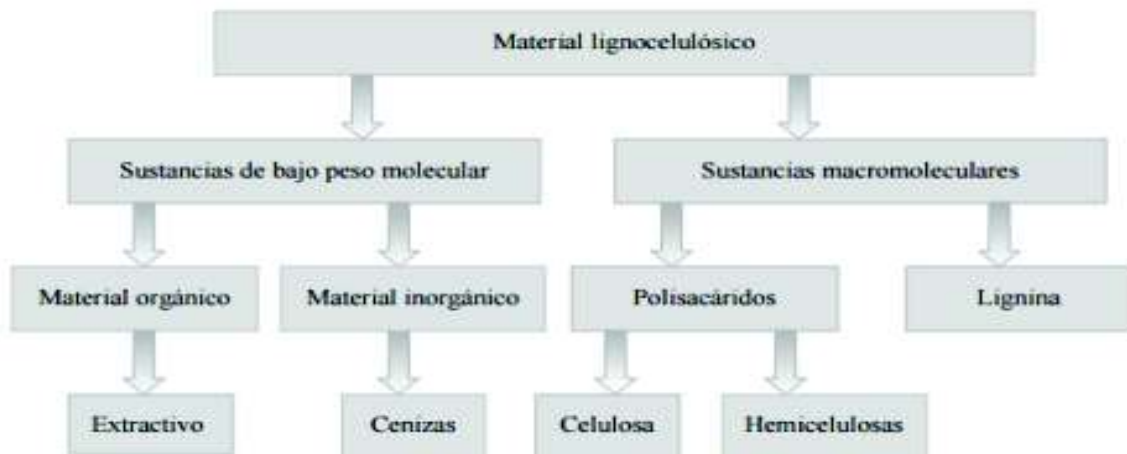 Material lignocelulósico
Sustancias de bajo peso molecular
Sustancias macromoleculares
Material orgánico
Material inorgánico
Polisacáridos
Lignina
Extractivo
Cenizas
Celulosa
Hemicelulosas